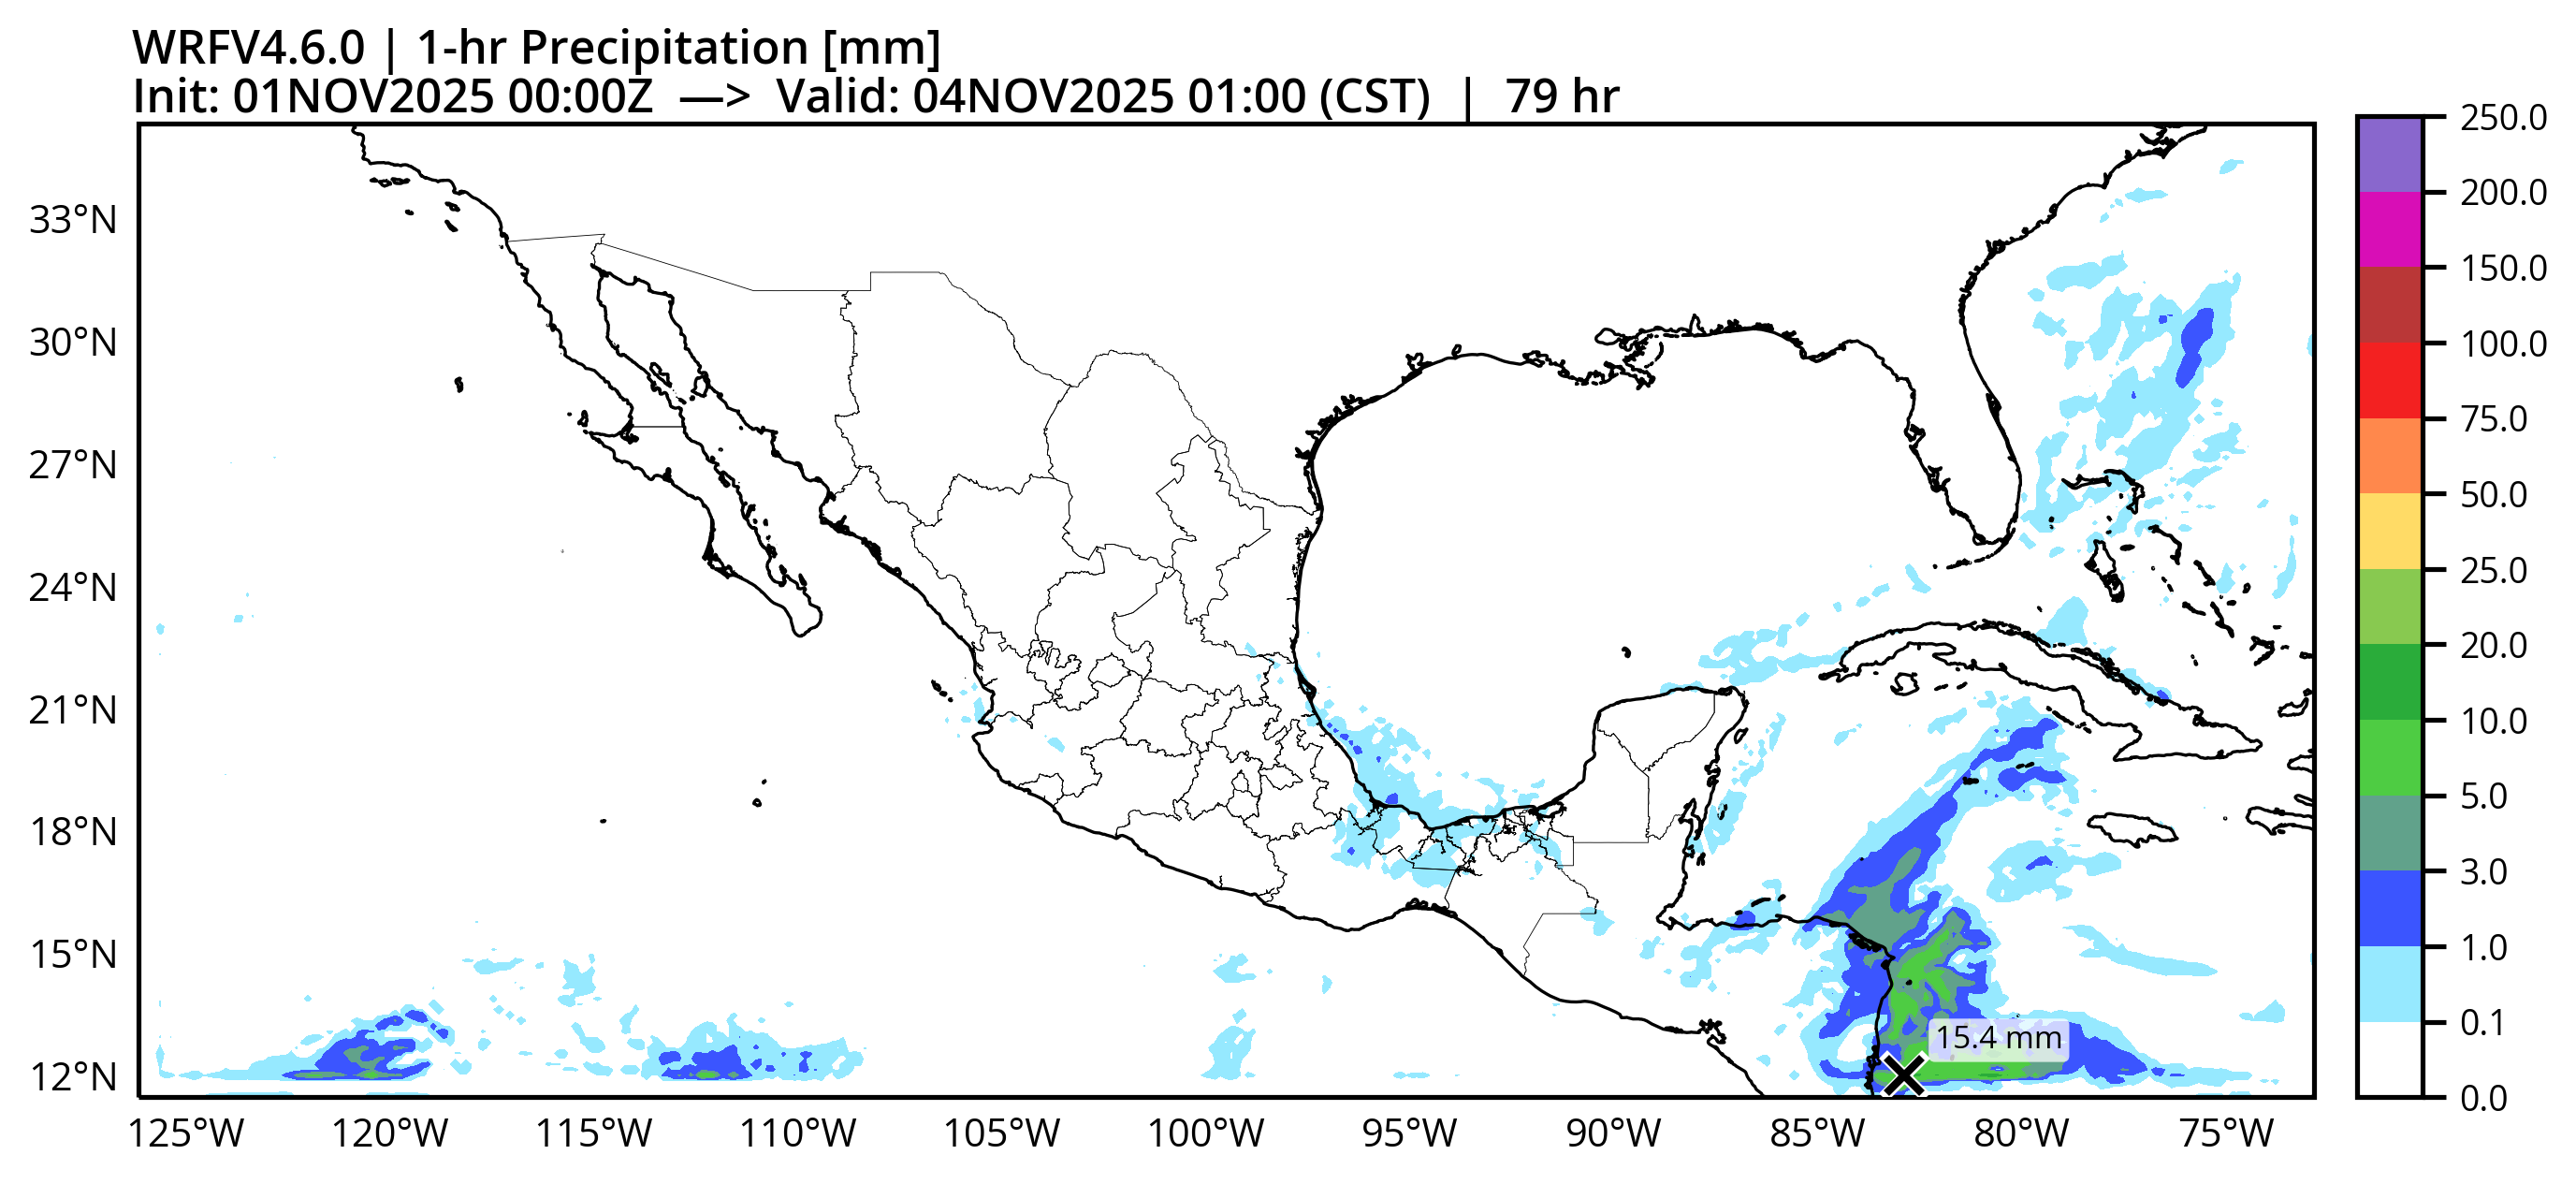 WRFV4.6.0 | 1-hr Precipitation [mm]
Init: 01NOV2025 00:00Z —> Valid: 04NOV2025 01:00 (CST) | 79 hr
33°N
30°N
27°N
24°N
21°N
18°N
15°N
12°N
125°W 120°W 115°W 110°W 105°W 100°W 95°W 90°W 85°W 80°W 75°W
15.4 mm
250.0
200.0
150.0
100.0
75.0
50.0
25.0
20.0
10.0
5.0
3.0
1.0
0.1
0.0